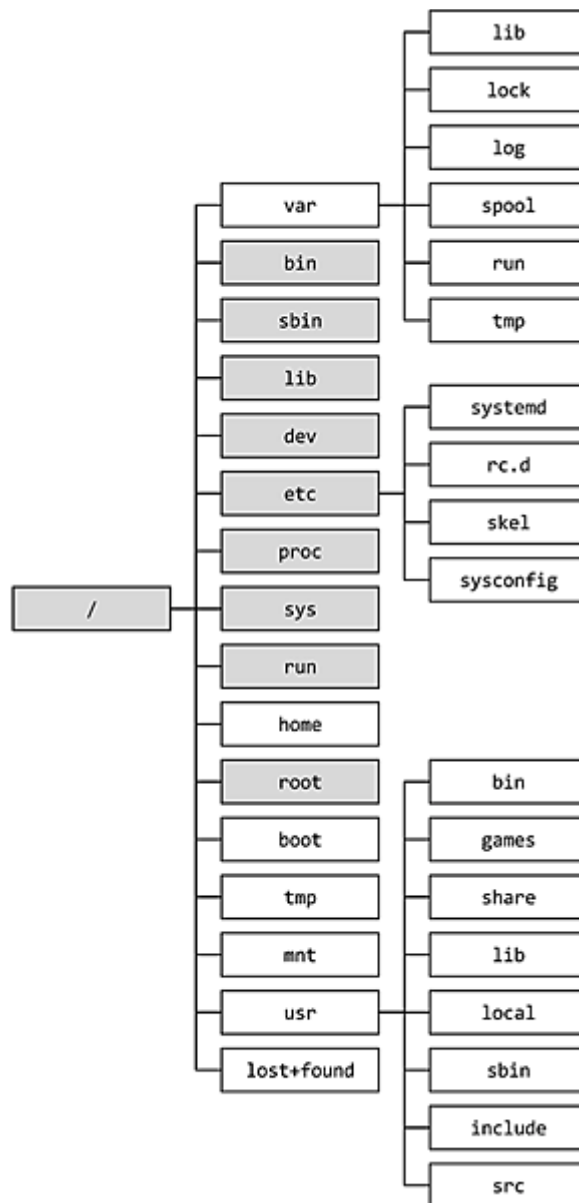 /
var
bin
sbin
lib
dev
etc
proc
sys
run
home
root
boot
tmp
mnt
usr
lost+found
lib
lock
log
spool
run
tmp
systemd
rc.d
skel
sysconfig
bin
games
share
lib
local
sbin
include
src